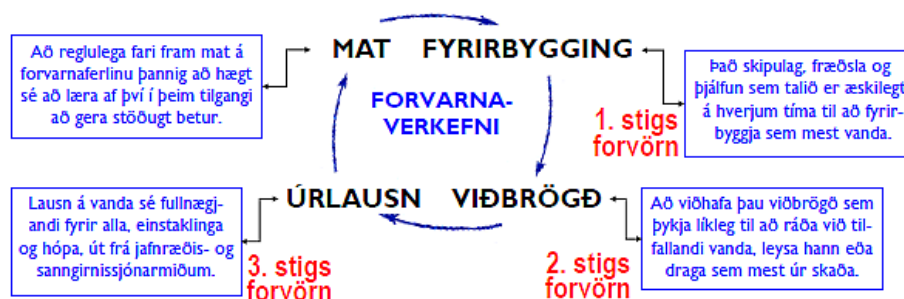 MAT FYRIRBYGGING
Að reglulega fari fram mat á
forvarnaferlinu þannig að hægt
sé að læra af því í þeim tilgangi
að gera stöðugt betur.
FORVARNA-
VERKEFNI
1. stigs
forvörn
Það skipulag, fræðsla og
þjálfun sem talið er æskilegt
á hverjum tíma til að fyrir-
byggja sem mest vanda.
ÚRLAUSN VIÐBRÖGÐ
Lausn á vanda sé fullnægj-
andi fyrir alla, einstaklinga
og hópa, út frá jafnræðis- og
sanngirnissjónarmiðum.
3. stigs
forvörn
2. stigs
forvörn
Að viðhafa þau viðbrögð sem
þykja líkleg til að ráða við til-
fallandi vanda, leysa hann eða
draga sem mest úr skaða.